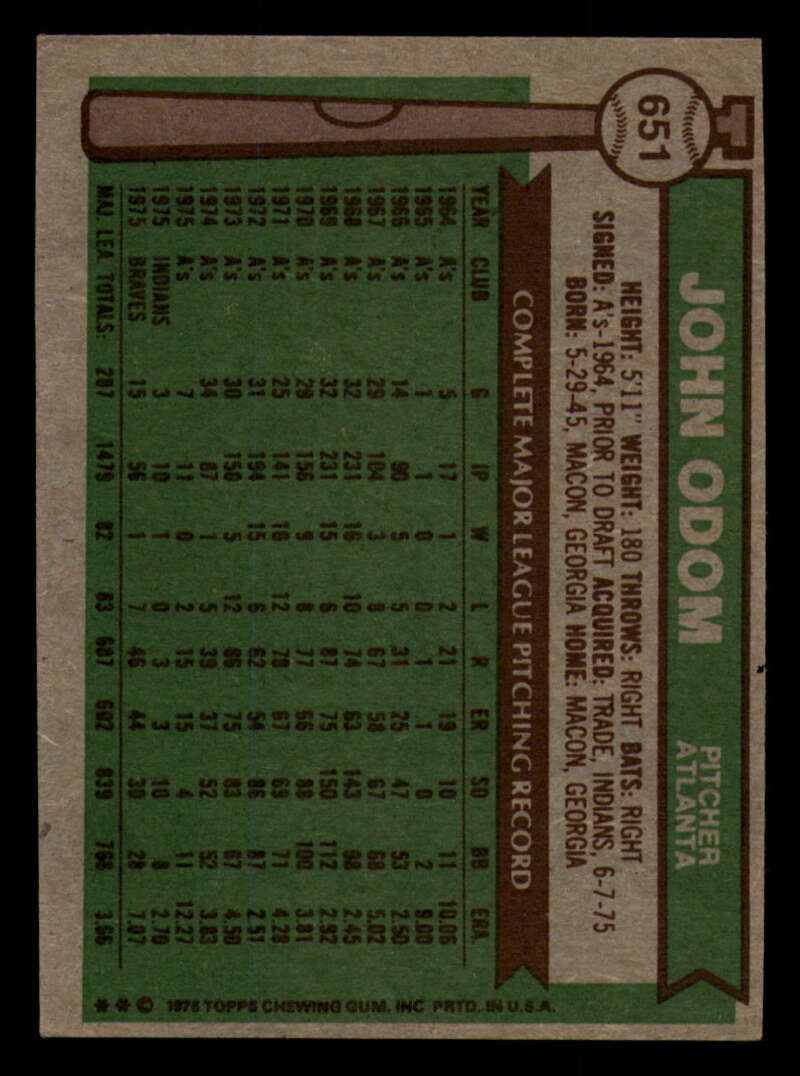 651
JOHN ODOM
PITCHER
ATLANTA
HEIGHT: 5'11" WEIGHT: 180 THROWS: RIGHT BATS: RIGHT
SIGNED: A's-1964, PRIOR TO DRAFT ACQUIRED: TRADE, INDIANS, 6-7-75
BORN: 5-29-45, MACON, GEORGIA HOME: MACON, GEORGIA
COMPLETE MAJOR LEAGUE PITCHING RECORD
YEAR CLUB G IP W L R ER SO BB ERA
1964 A's 5 17 1 2 21 19 10 11 10.06
1965 A's 1 1 0 0 1 1 0 2 9.00
1966 A's 14 90 5 5 31 25 47 53 2.50
1967 A's 29 104 3 8 67 58 67 68 5.02
1968 A's 32 231 16 10 74 63 143 98 2.45
1969 A's 32 231 15 6 87 75 150 112 2.92
1970 A's 29 156 9 8 77 66 88 100 3.81
1971 A's 25 141 10 12 78 67 69 71 4.28
1972 A's 31 194 15 6 62 54 86 87 2.51
1973 A's 30 150 5 12 86 75 83 67 4.50
1974 A's 34 87 1 5 39 37 52 52 3.83
1975 A's 7 11 0 2 15 15 4 11 12.27
1975 INDIANS 3 10 1 0 3 3 10 8 2.70
1975 BRAVES 15 56 1 7 46 44 30 28 7.07
MAJ. LEA. TOTALS: 287 1479 82 83 687 602 839 768 3.66
* * © 1976 TOPPS CHEWING GUM, INC PRTD. IN U.S.A.